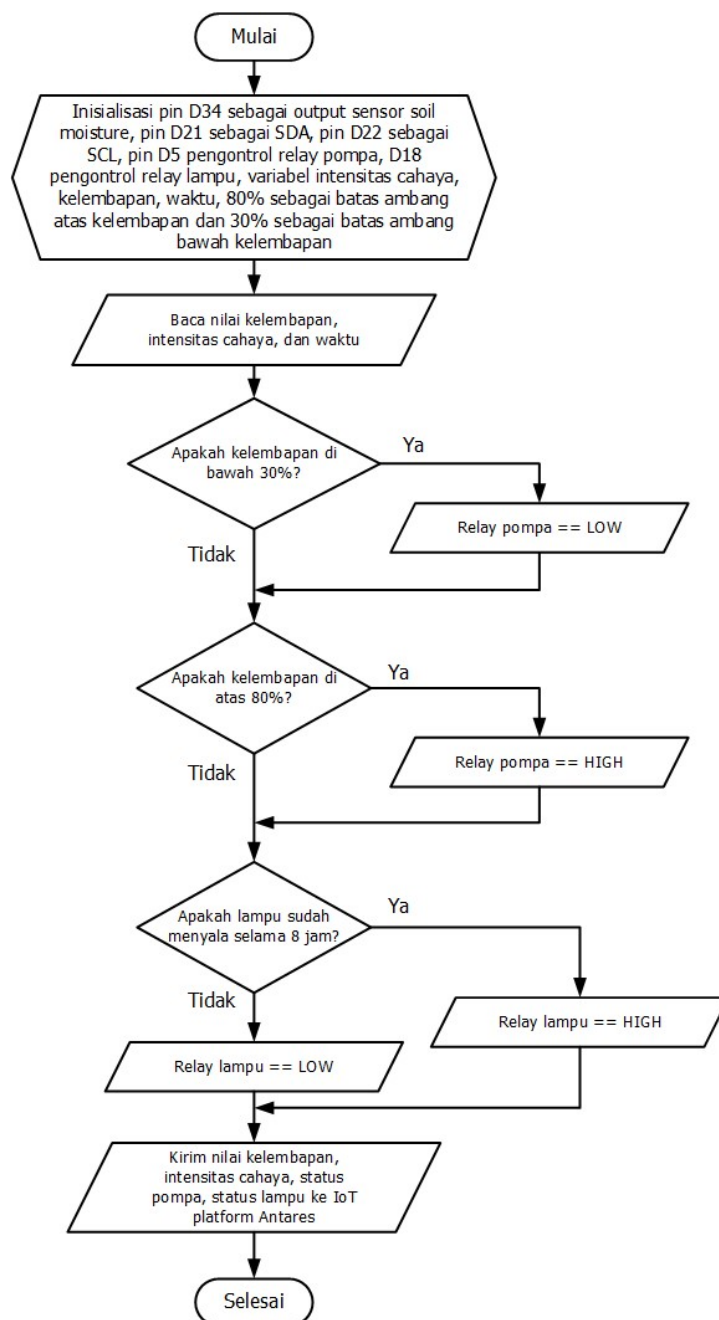 Mulai
Inisialisasi pin D34 sebagai output sensor soil
moisture, pin D21 sebagai SDA, pin D22 sebagai
SCL, pin D5 pengontrol relay pompa, D18
pengontrol relay lampu, variabel intensitas cahaya,
kelembapan, waktu, 80% sebagai batas ambang
atas kelembapan dan 30% sebagai batas ambang
bawah kelembapan
Baca nilai kelembapan,
intensitas cahaya, dan waktu
Apakah kelembapan di
bawah 30%?
Ya
Relay pompa == LOW
Tidak
Apakah kelembapan di
atas 80%?
Ya
Relay pompa == HIGH
Tidak
Apakah lampu sudah
menyala selama 8 jam?
Ya
Relay lampu == HIGH
Tidak
Relay lampu == LOW
Kirim nilai kelembapan,
intensitas cahaya, status
pompa, status lampu ke IoT
platform Antares
Selesai